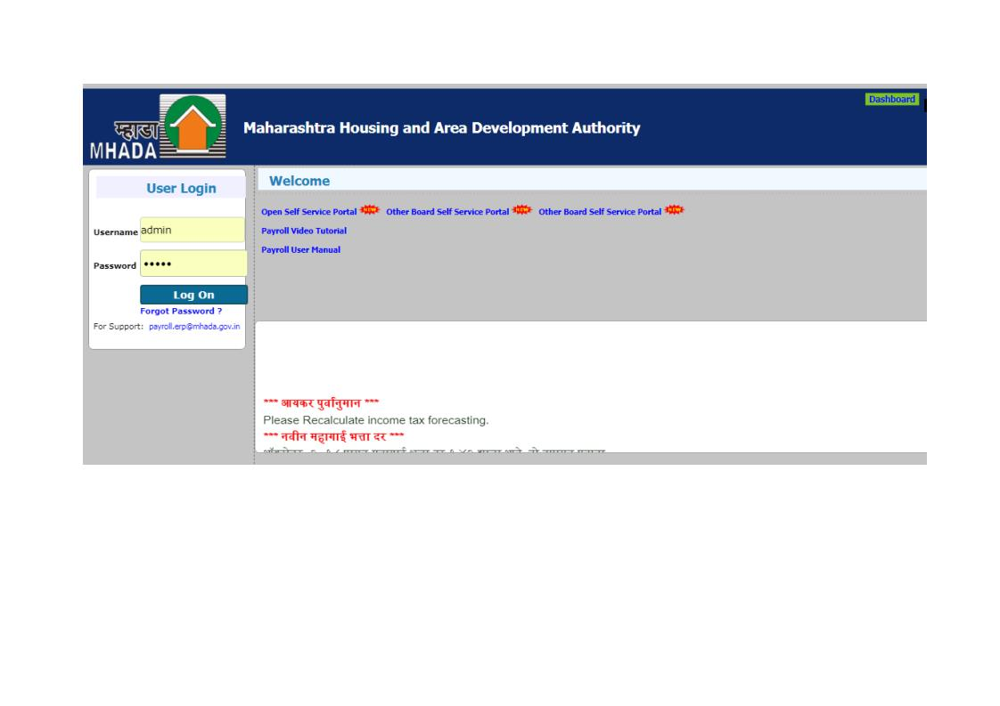 Dashboard
म्हाडा
MHADA
Maharashtra Housing and Area Development Authority
User Login
Username admin
Password •••••
Log On
Forgot Password ?
For Support: payroll.erp@mhada.gov.in
Welcome
Open Self Service Portal NEW Other Board Self Service Portal NEW Other Board Self Service Portal NEW
Payroll Video Tutorial
Payroll User Manual
*** आयकर पुर्वानुमान ***
Please Recalculate income tax forecasting.
*** नवीन महागाई भत्ता दर ***